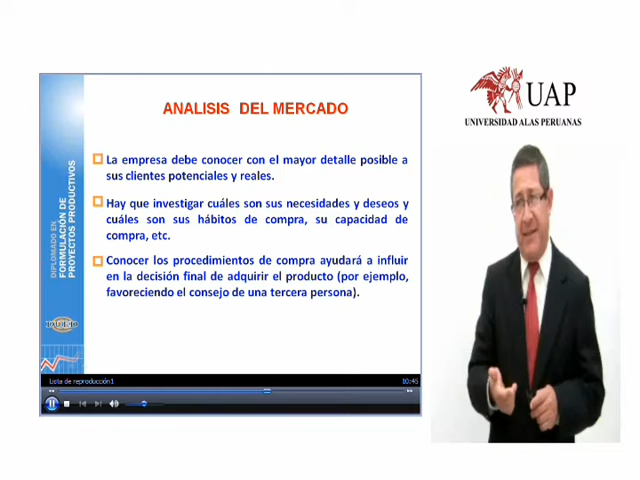 ANALISIS DEL MERCADO
La empresa debe conocer con el mayor detalle posible a
sus clientes potenciales y reales.
Hay que investigar cuáles son sus necesidades y deseos y
cuáles son sus hábitos de compra, su capacidad de
compra, etc.
Conocer los procedimientos de compra ayudará a influir
en la decisión final de adquirir el producto (por ejemplo,
favoreciendo el consejo de una tercera persona).
DIPLOMADO EN
FORMULACIÓN DE
PROYECTOS PRODUCTIVOS
DUED
Lista de reproducción1
10:45
UAP
UNIVERSIDAD ALAS PERUANAS